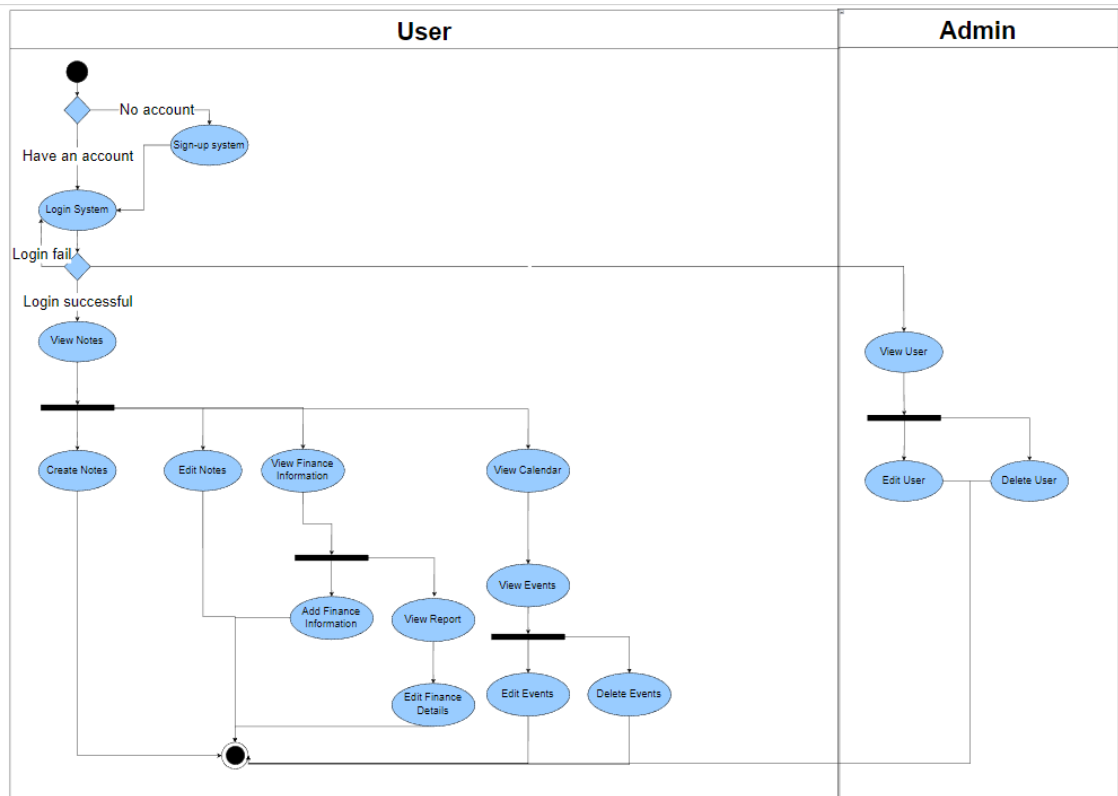 User
Admin
No account
Sign-up system
Have an account
Login System
Login fail
Login successful
View Notes
View User
Create Notes
Edit Notes
View Finance
Information
View Calendar
Edit User
Delete User
View Events
Add Finance
Information
View Report
Edit Finance
Details
Edit Events
Delete Events